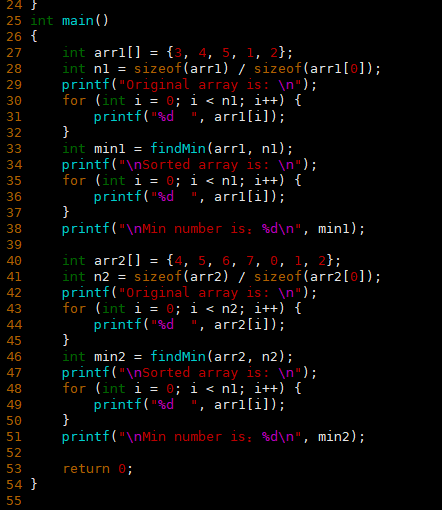 24 }
25 int main()
26 {
27     int arr1[] = {3, 4, 5, 1, 2};
28     int n1 = sizeof(arr1) / sizeof(arr1[0]);
29     printf("Original array is: \n");
30     for (int i = 0; i < n1; i++) {
31         printf("%d  ", arr1[i]);
32     }
33     int min1 = findMin(arr1, n1);
34     printf("\nSorted array is: \n");
35     for (int i = 0; i < n1; i++) {
36         printf("%d  ", arr1[i]);
37     }
38     printf("\nMin number is：%d\n", min1);
39
40     int arr2[] = {4, 5, 6, 7, 0, 1, 2};
41     int n2 = sizeof(arr2) / sizeof(arr2[0]);
42     printf("Original array is: \n");
43     for (int i = 0; i < n2; i++) {
44         printf("%d  ", arr2[i]);
45     }
46     int min2 = findMin(arr2, n2);
47     printf("\nSorted array is: \n");
48     for (int i = 0; i < n2; i++) {
49         printf("%d  ", arr1[i]);
50     }
51     printf("\nMin number is：%d\n", min2);
52
53     return 0;
54 }
55